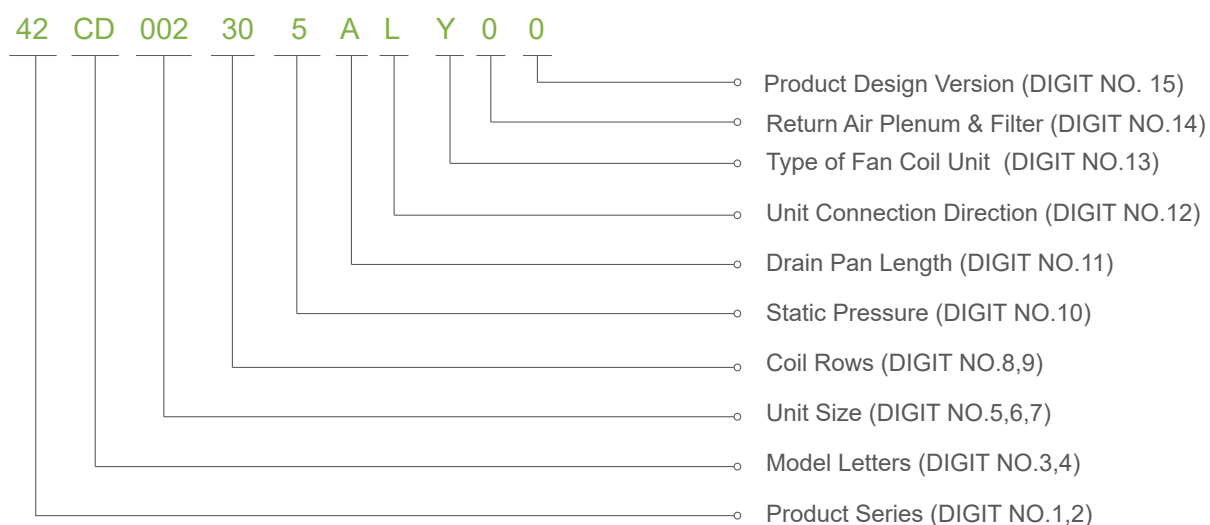 42 CD 002 30 5 A L Y 0 0
Product Design Version (DIGIT NO. 15)
Return Air Plenum & Filter (DIGIT NO.14)
Type of Fan Coil Unit (DIGIT NO.13)
Unit Connection Direction (DIGIT NO.12)
Drain Pan Length (DIGIT NO.11)
Static Pressure (DIGIT NO.10)
Coil Rows (DIGIT NO.8,9)
Unit Size (DIGIT NO.5,6,7)
Model Letters (DIGIT NO.3,4)
Product Series (DIGIT NO.1,2)